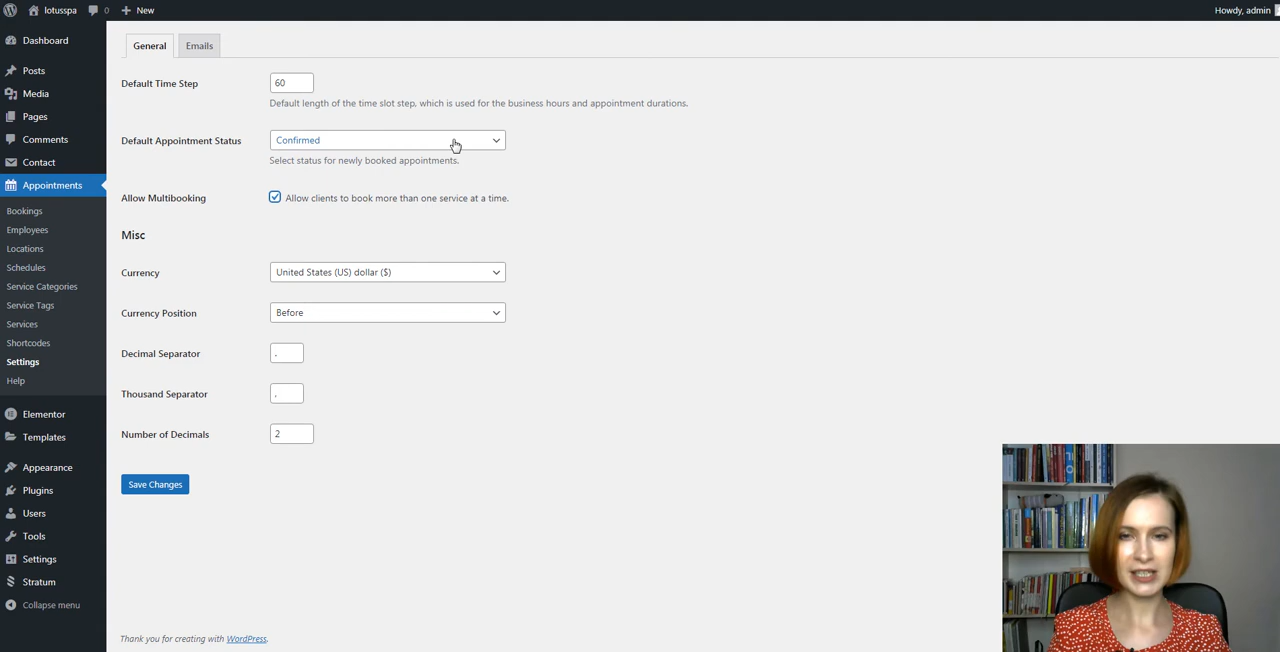 lotusspa 0 New Howdy, admin
Dashboard
Posts
Media
Pages
Comments
Contact
Appointments
Bookings
Employees
Locations
Schedules
Service Categories
Service Tags
Services
Shortcodes
Settings
Help
Elementor
Templates
Appearance
Plugins
Users
Tools
Settings
Stratum
Collapse menu
General Emails
Default Time Step 60
Default length of the time slot step, which is used for the business hours and appointment durations.
Default Appointment Status Confirmed
Select status for newly booked appointments.
Allow Multibooking Allow clients to book more than one service at a time.
Misc
Currency United States (US) dollar ($)
Currency Position Before
Decimal Separator .
Thousand Separator ,
Number of Decimals 2
Save Changes
Thank you for creating with WordPress.